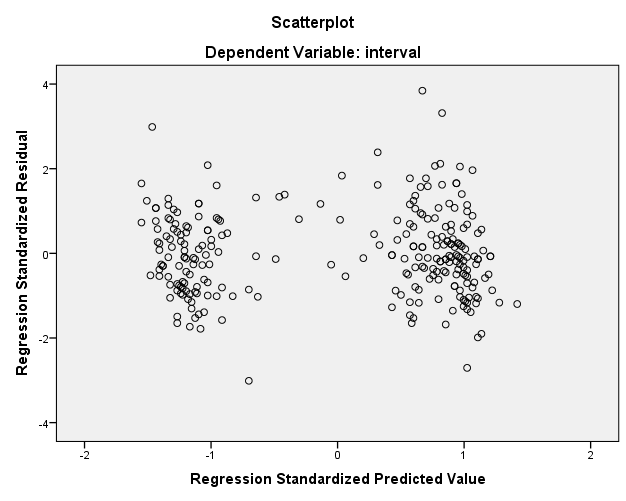 Scatterplot
Dependent Variable: interval
Regression Standardized Residual
4
2
0
-2
-4
-2
-1
0
1
2
Regression Standardized Predicted Value